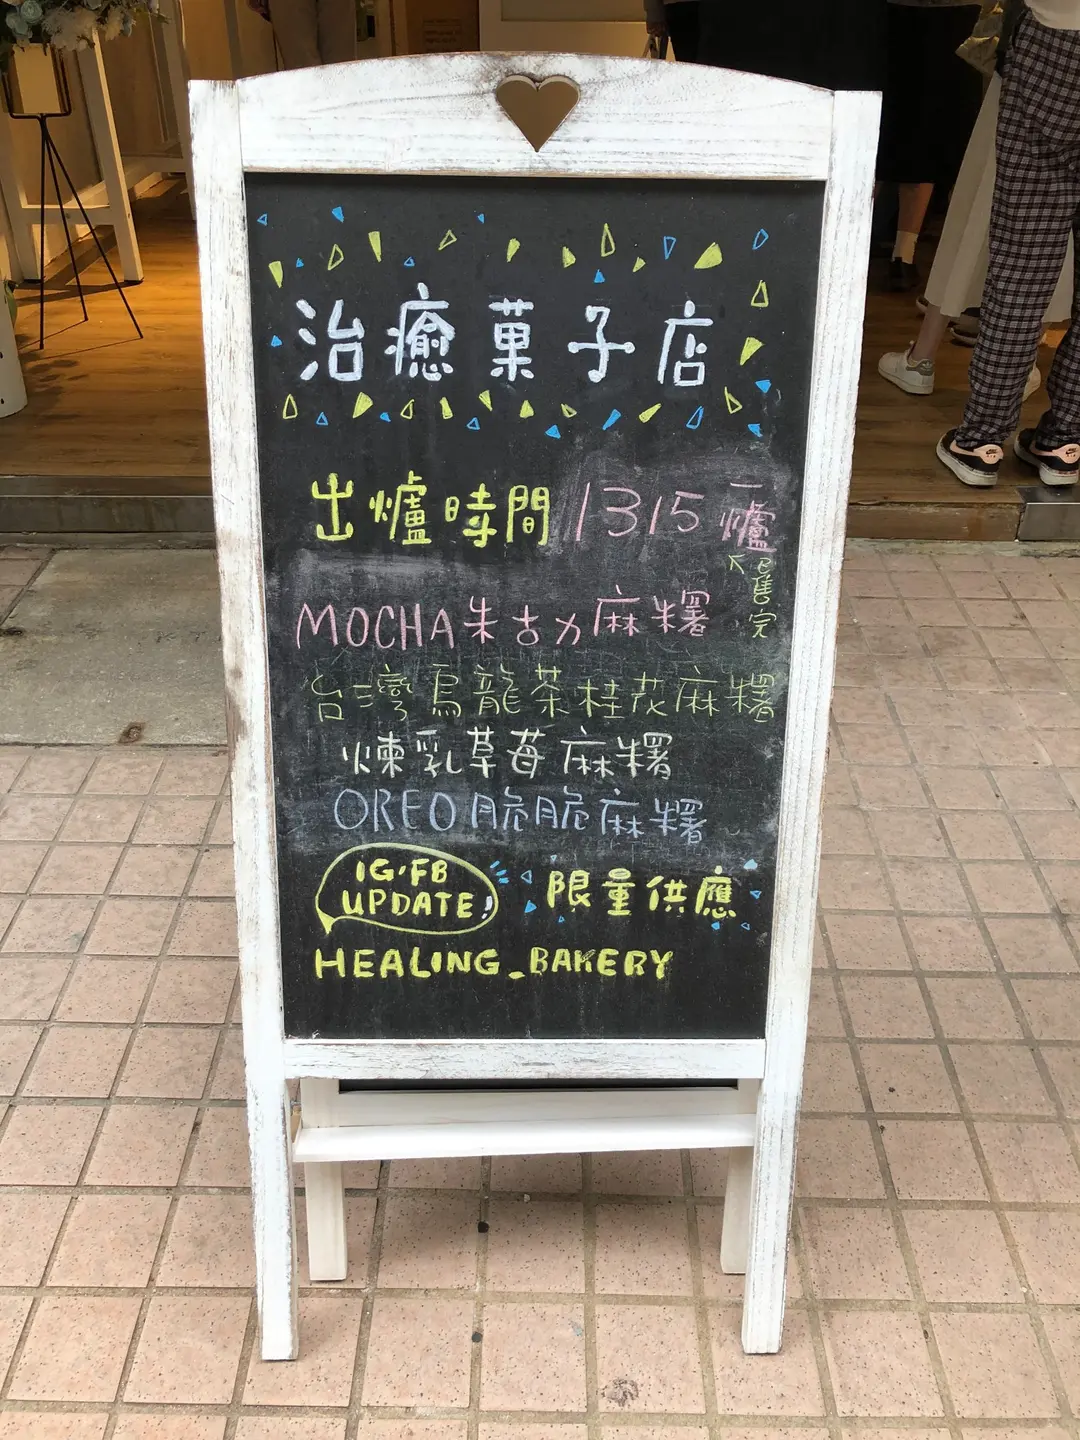 治癒菓子店
出爐時間 1315 一爐
↖已售完
MOCHA朱古力麻糬
台灣烏龍茶桂茂麻糬
煉乳草莓麻糬
OREO脆脆麻糬
IG,FB
UPDATE!
限量供應
HEALING_BAKERY